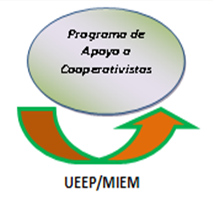 Programa de
Apoyo a
Cooperativistas
UEEP/MIEM